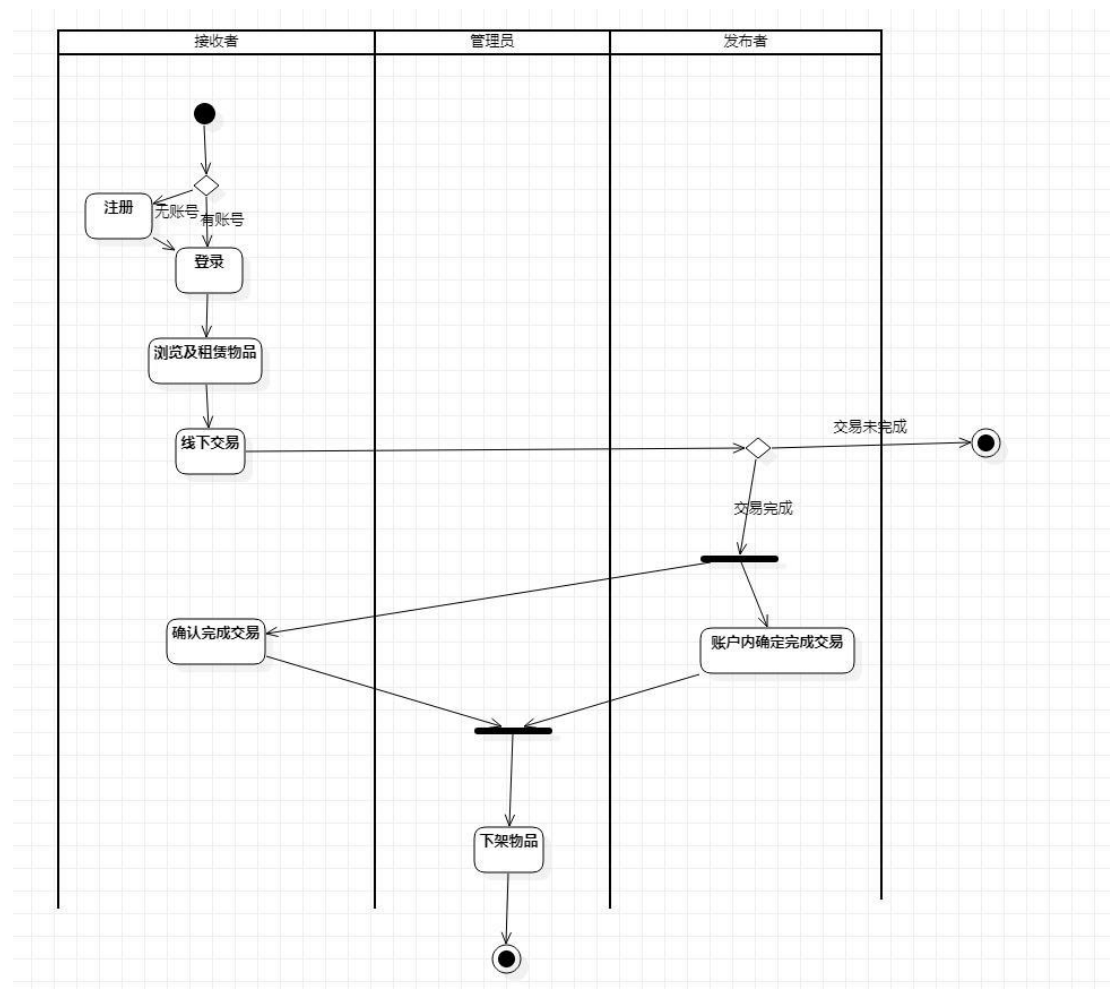 接收者
管理员
发布者
注册
无账号
有账号
登录
浏览及租赁物品
线下交易
交易未完成
交易完成
确认完成交易
账户内确定完成交易
下架物品